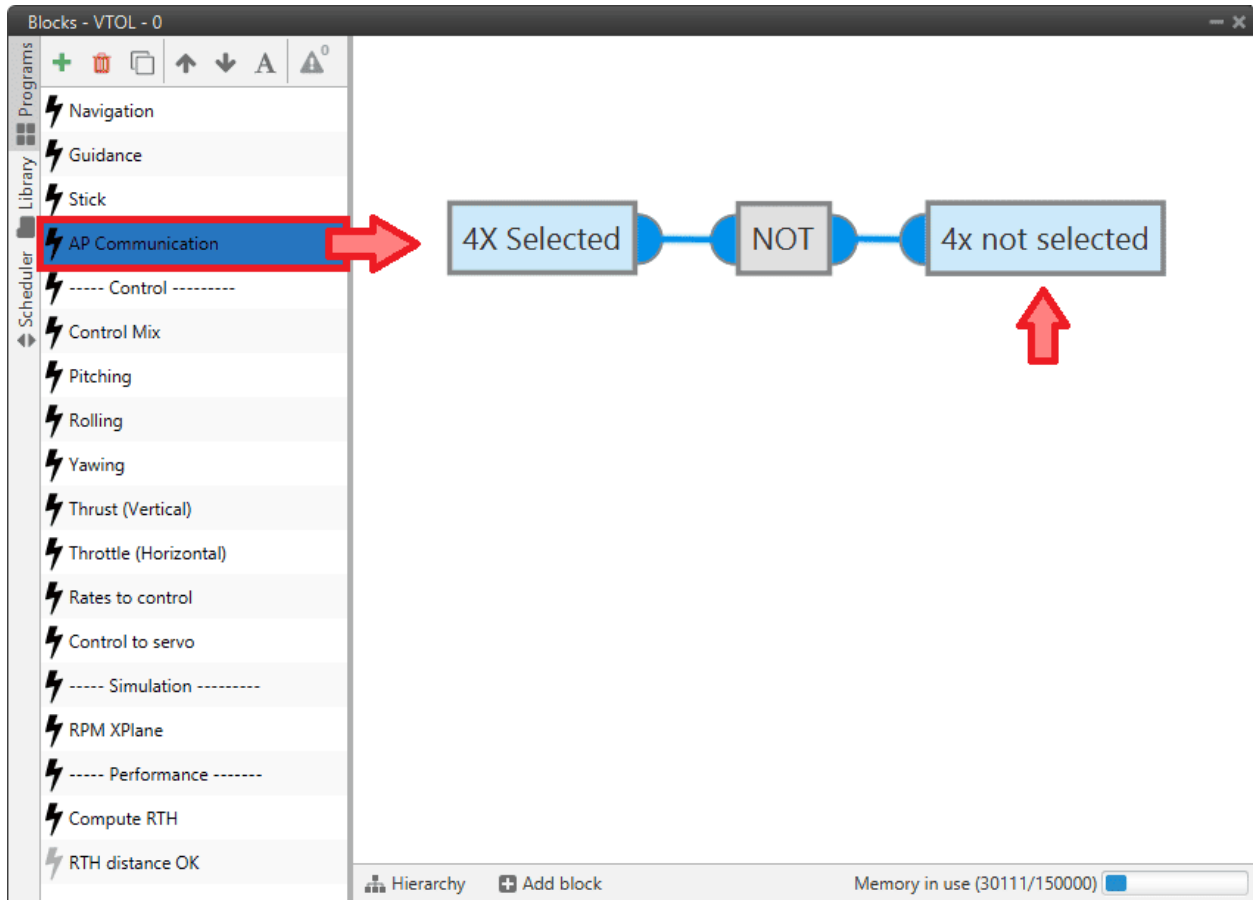 Blocks - VTOL - 0
Programs
Library
Scheduler
A
0
Navigation
Guidance
Stick
AP Communication
----- Control ---------
Control Mix
Pitching
Rolling
Yawing
Thrust (Vertical)
Throttle (Horizontal)
Rates to control
Control to servo
----- Simulation ---------
RPM XPlane
----- Performance -------
Compute RTH
RTH distance OK
4X Selected
NOT
4x not selected
Hierarchy
Add block
Memory in use (30111/150000)